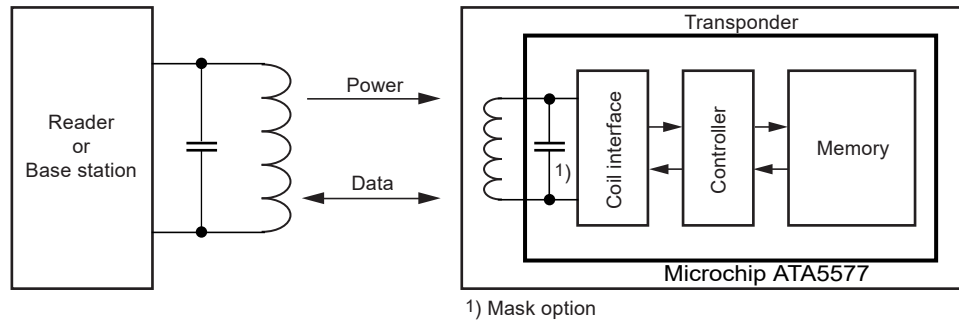 Transponder
Reader
or
Base station
Power
Data
1)
Coil interface
Controller
Memory
Microchip ATA5577
1) Mask option